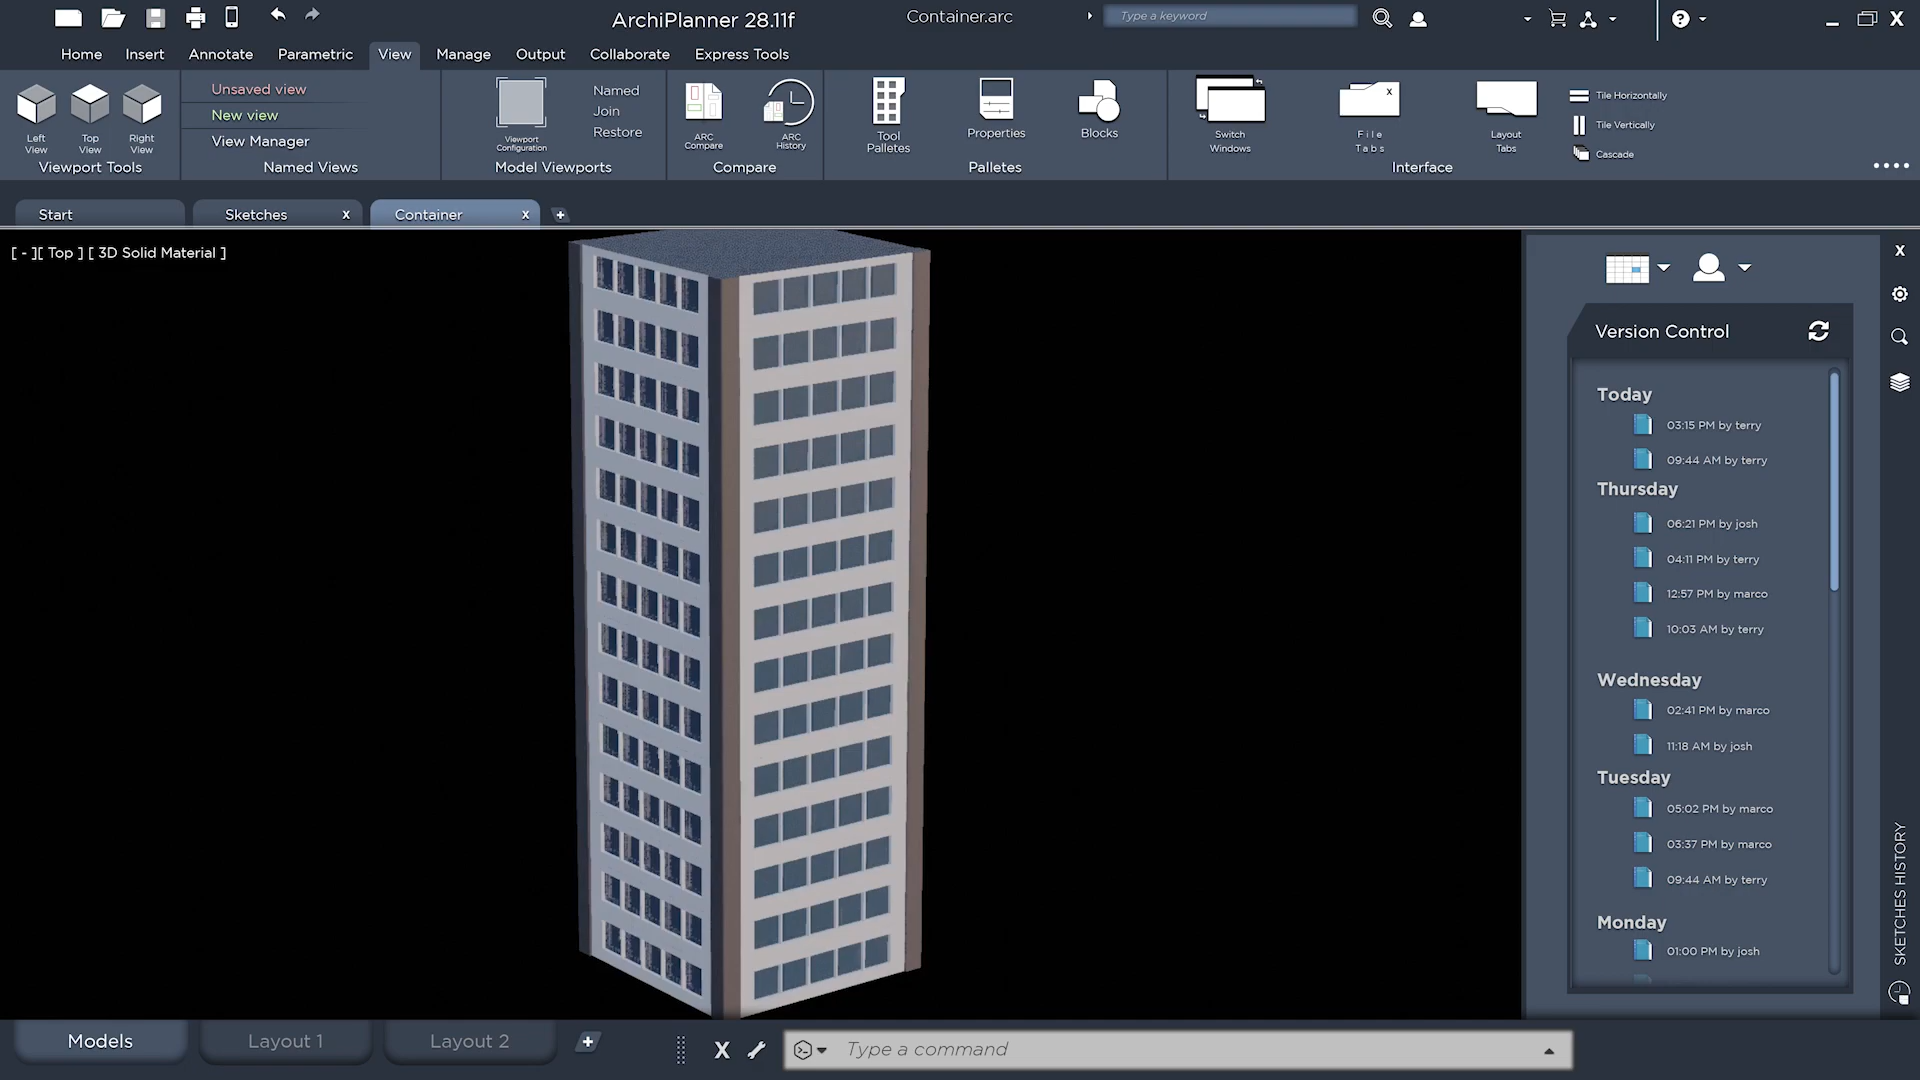 ArchiPlanner 28.11f
Container.arc
Type a keyword
?
X
Home
Insert
Annotate
Parametric
View
Manage
Output
Collaborate
Express Tools
Left
View
Top
View
Right
View
Viewport Tools
Unsaved view
New view
View Manager
Named Views
Viewport
Configuration
Named
Join
Restore
Model Viewports
ARC
Compare
ARC
History
Compare
Tool
Palletes
Properties
Blocks
Palletes
Switch
Windows
x
File
Tabs
Layout
Tabs
Tile Horizontally
Tile Vertically
Cascade
Interface
Start
Sketches
x
Container
x
+
[ - ][ Top ] [ 3D Solid Material ]
X
Version Control
Today
03:15 PM by terry
09:44 AM by terry
Thursday
06:21 PM by josh
04:11 PM by terry
12:57 PM by marco
10:03 AM by terry
Wednesday
02:41 PM by marco
11:18 AM by josh
Tuesday
05:02 PM by marco
03:37 PM by marco
09:44 AM by terry
Monday
01:00 PM by josh
SKETCHES HISTORY
Models
Layout 1
Layout 2
+
X
Type a command